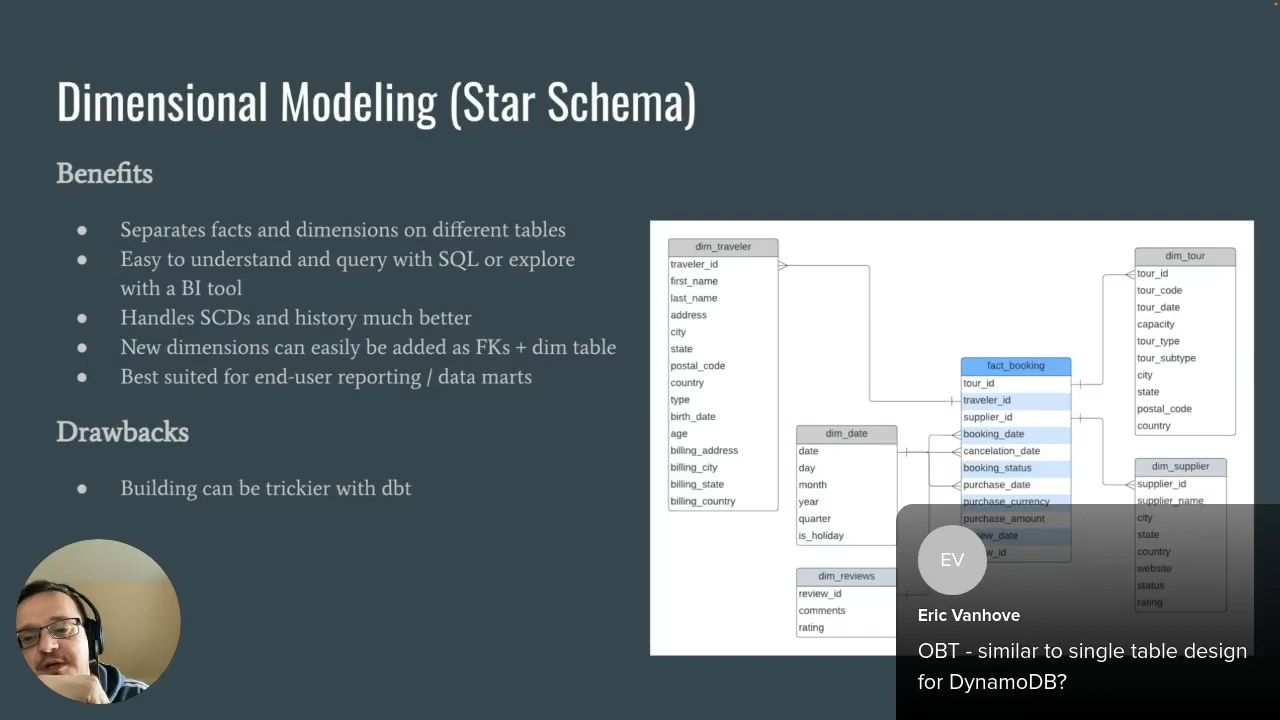 Dimensional Modeling (Star Schema)
Benefits
● Separates facts and dimensions on different tables
● Easy to understand and query with SQL or explore
with a BI tool
● Handles SCDs and history much better
● New dimensions can easily be added as FKs + dim table
● Best suited for end-user reporting / data marts
Drawbacks
● Building can be trickier with dbt
dim_traveler
traveler_id
first_name
last_name
address
city
state
postal_code
country
type
birth_date
age
billing_address
billing_city
billing_state
billing_country
dim_date
date
day
month
year
quarter
is_holiday
dim_reviews
review_id
comments
rating
fact_booking
tour_id
traveler_id
supplier_id
booking_date
cancelation_date
booking_status
purchase_date
purchase_currency
purchase_amount
dim_tour
tour_id
tour_code
tour_date
capacity
tour_type
tour_subtype
city
state
postal_code
country
dim_supplier
supplier_id
supplier_name
city
state
country
website
status
rating
EV
Eric Vanhove
OBT - similar to single table design
for DynamoDB?